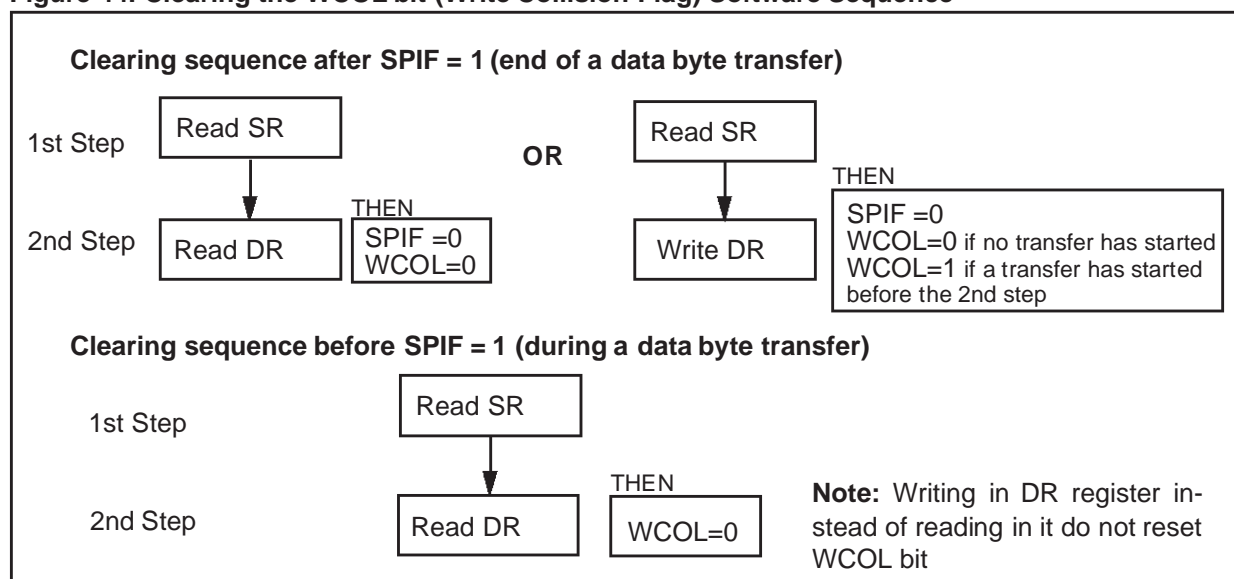 Clearing sequence after SPIF = 1 (end of a data byte transfer)
1st Step
Read SR
OR
Read SR
THEN
2nd Step
Read DR
THEN
SPIF =0
WCOL=0
Write DR
SPIF =0
WCOL=0 if no transfer has started
WCOL=1 if a transfer has started
before the 2nd step
Clearing sequence before SPIF = 1 (during a data byte transfer)
1st Step
Read SR
2nd Step
Read DR
THEN
WCOL=0
Note: Writing in DR register in-
stead of reading in it do not reset
WCOL bit